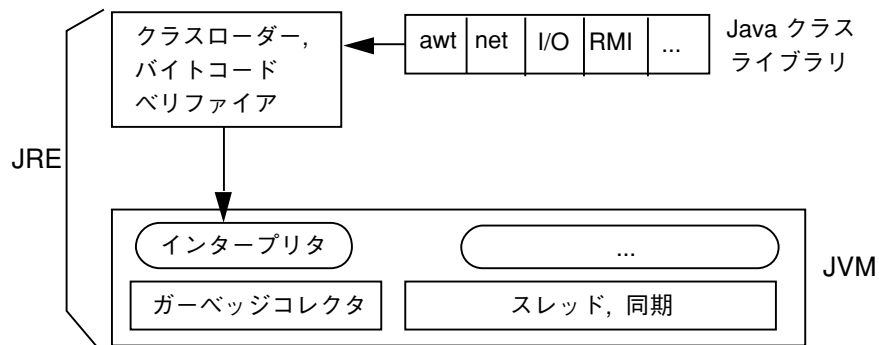 クラスローダー,
バイトコード
ベリファイア
awt net I/O RMI ...
Java クラス
ライブラリ
JRE
インタープリタ
...
JVM
ガーベッジコレクタ
スレッド, 同期